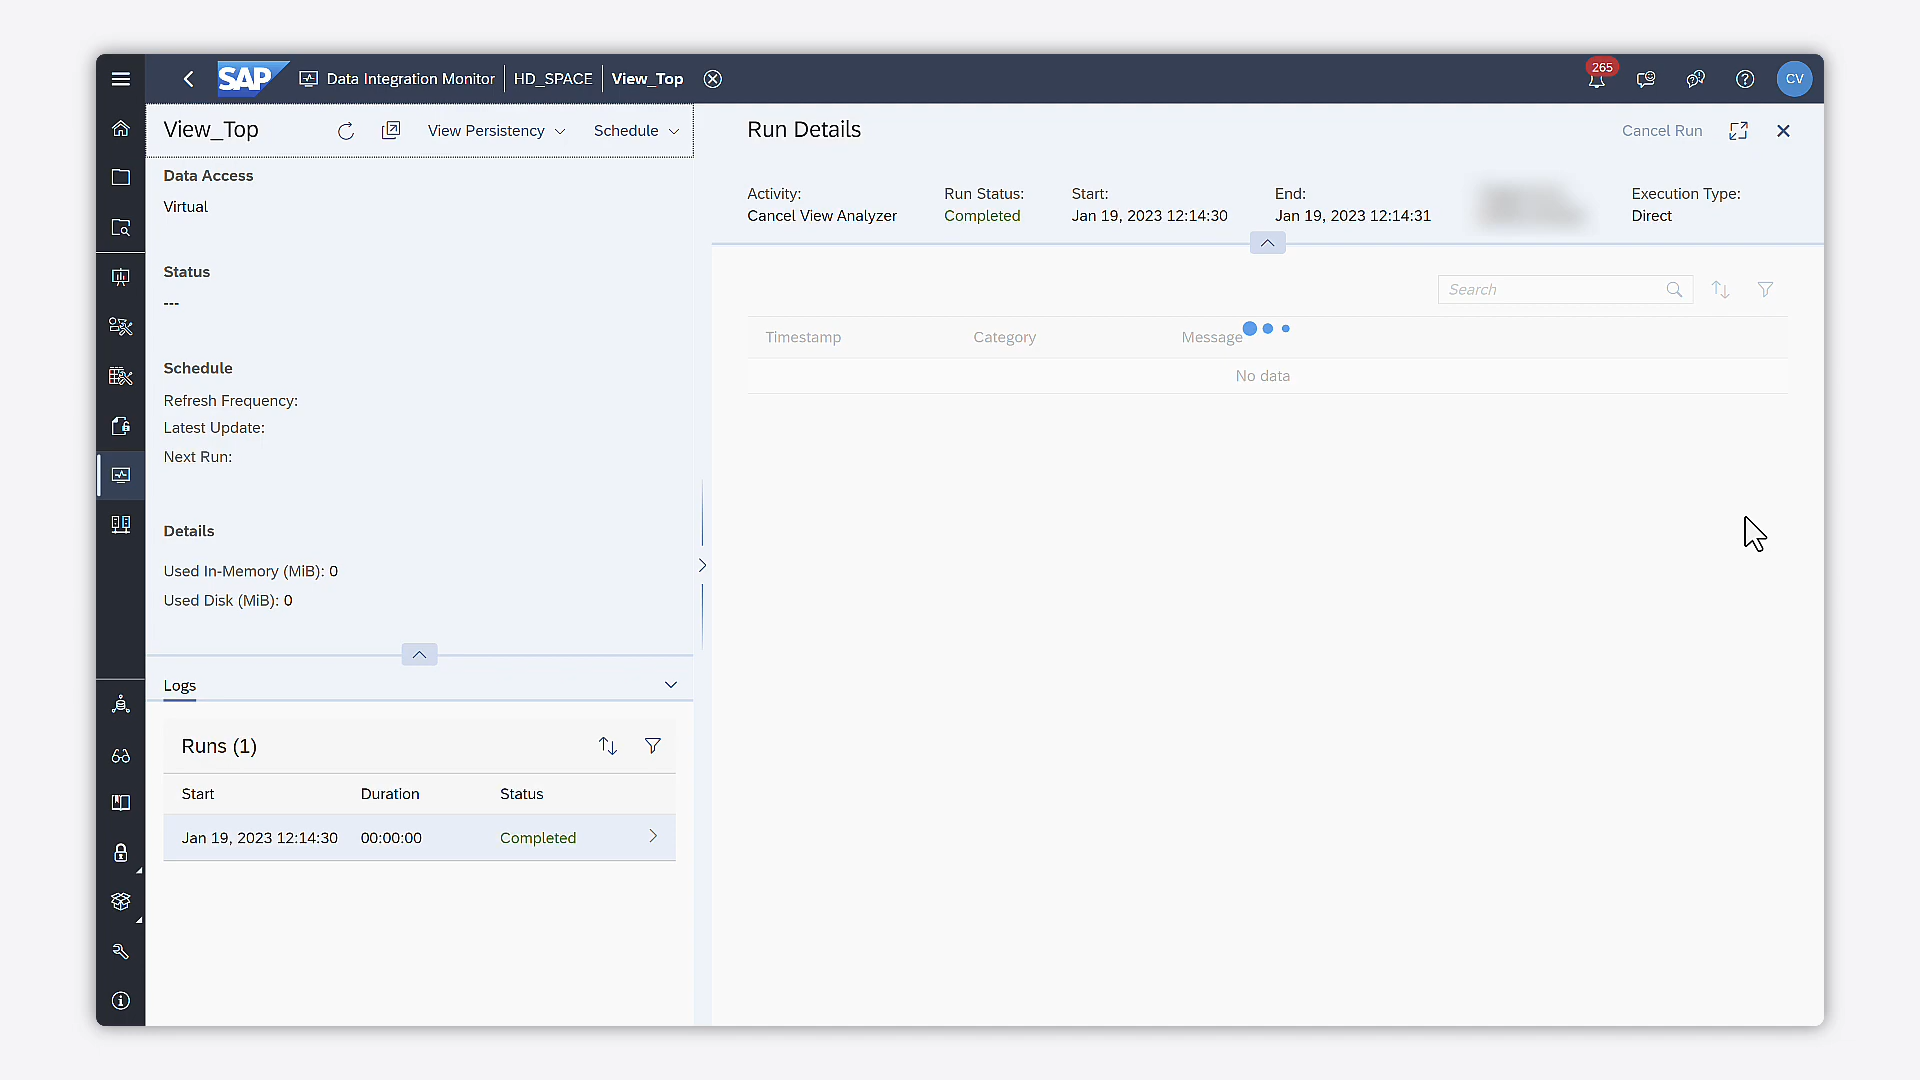 SAP Data Integration Monitor HD_SPACE View_Top
265
CV
View_Top
View Persistency
Schedule
Data Access
Virtual
Status
---
Schedule
Refresh Frequency:
Latest Update:
Next Run:
Details
Used In-Memory (MiB): 0
Used Disk (MiB): 0
Logs
Runs (1)
Start Duration Status
Jan 19, 2023 12:14:30 00:00:00 Completed
Run Details
Cancel Run
Activity: Run Status: Start: End: Execution Type:
Cancel View Analyzer Completed Jan 19, 2023 12:14:30 Jan 19, 2023 12:14:31 Direct
Search
Timestamp Category Message
No data